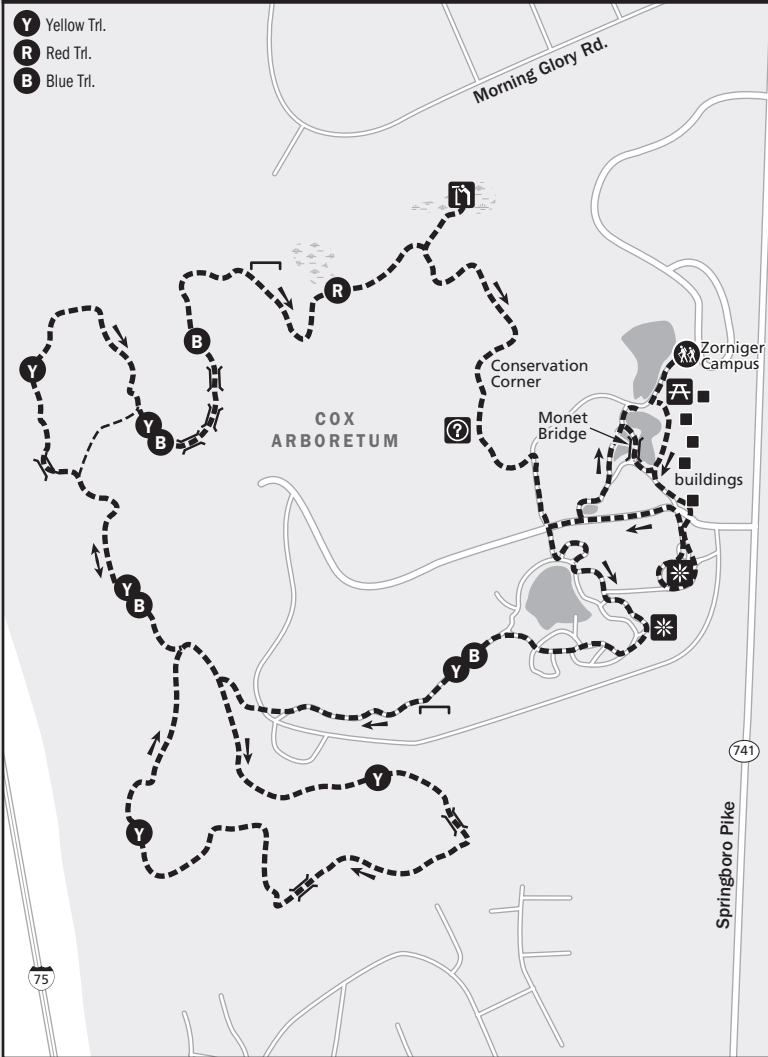 Y Yellow Trl.
R Red Trl.
B Blue Trl.
Morning Glory Rd.
R
B
Y
Y
B
Conservation
Corner
?
Zorniger
Campus
COX
ARBORETUM
Monet
Bridge
buildings
Y
B
B
Y
Y
Y
741
Springboro Pike
75